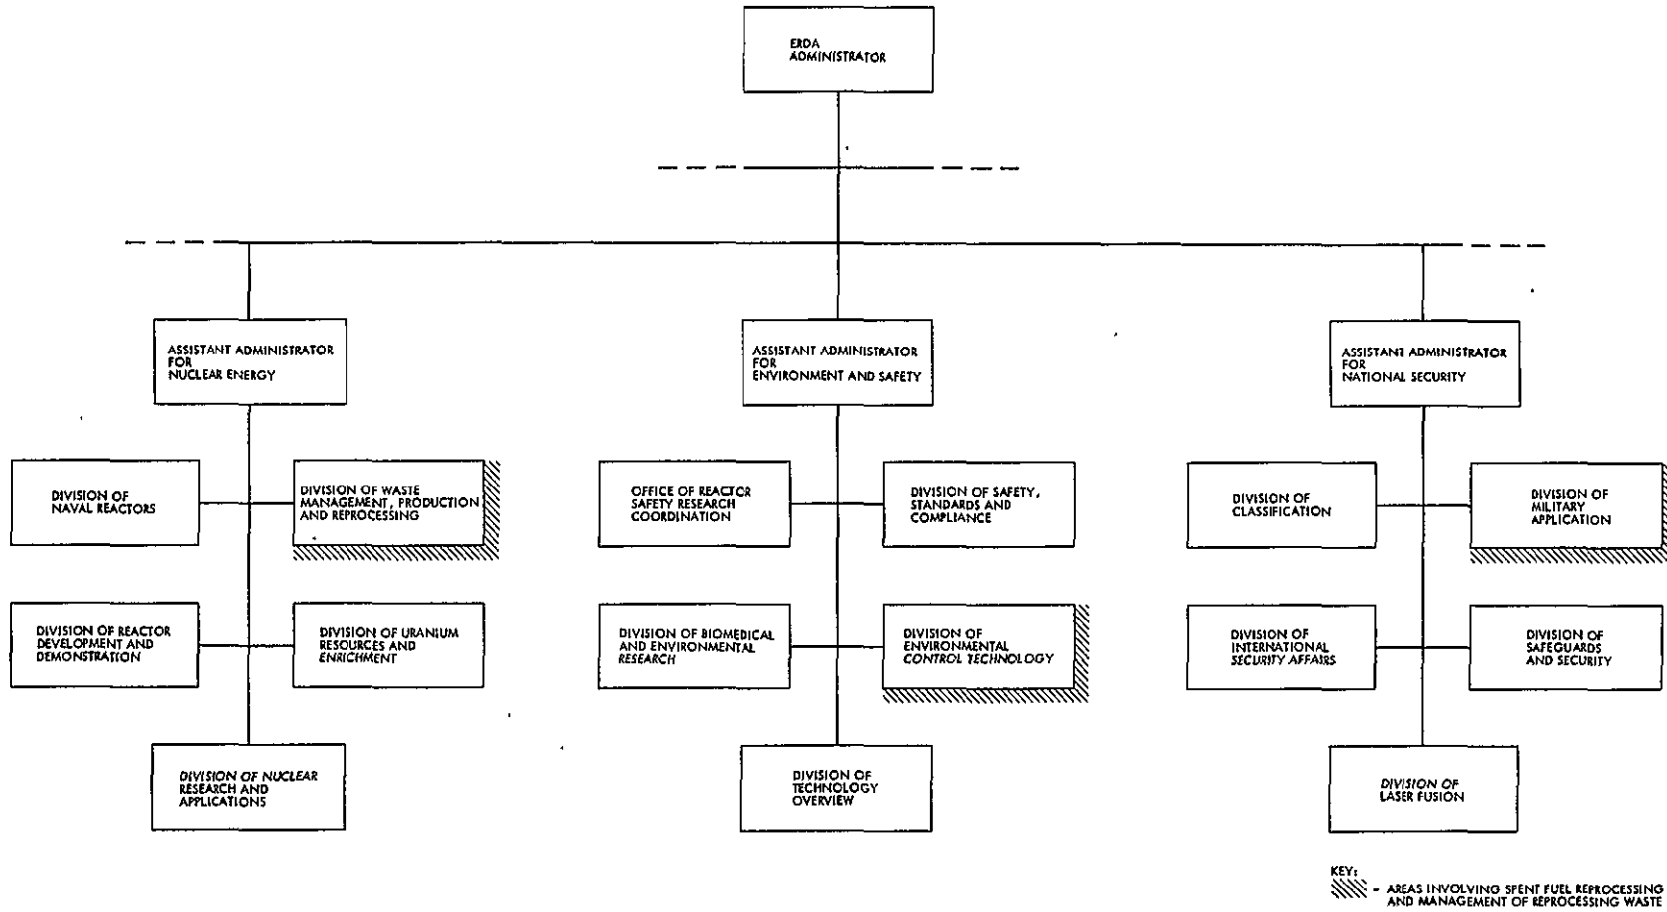 ERDA
ADMINISTRATOR
ASSISTANT ADMINISTRATOR
FOR
NUCLEAR ENERGY
ASSISTANT ADMINISTRATOR
FOR
ENVIRONMENT AND SAFETY
ASSISTANT ADMINISTRATOR
FOR
NATIONAL SECURITY
DIVISION OF
NAVAL REACTORS
DIVISION OF WASTE
MANAGEMENT, PRODUCTION
AND REPROCESSING
OFFICE OF REACTOR
SAFETY RESEARCH
COORDINATION
DIVISION OF SAFETY,
STANDARDS AND
COMPLIANCE
DIVISION OF
CLASSIFICATION
DIVISION OF
MILITARY
APPLICATION
DIVISION OF REACTOR
DEVELOPMENT AND
DEMONSTRATION
DIVISION OF URANIUM
RESOURCES AND
ENRICHMENT
DIVISION OF BIOMEDICAL
AND ENVIRONMENTAL
RESEARCH
DIVISION OF
ENVIRONMENTAL
CONTROL TECHNOLOGY
DIVISION OF
INTERNATIONAL
SECURITY AFFAIRS
DIVISION OF
SAFEGUARDS
AND SECURITY
DIVISION OF NUCLEAR
RESEARCH AND
APPLICATIONS
DIVISION OF
TECHNOLOGY
OVERVIEW
DIVISION OF
LASER FUSION
KEY:
- AREAS INVOLVING SPENT FUEL REPROCESSING
AND MANAGEMENT OF REPROCESSING WASTE